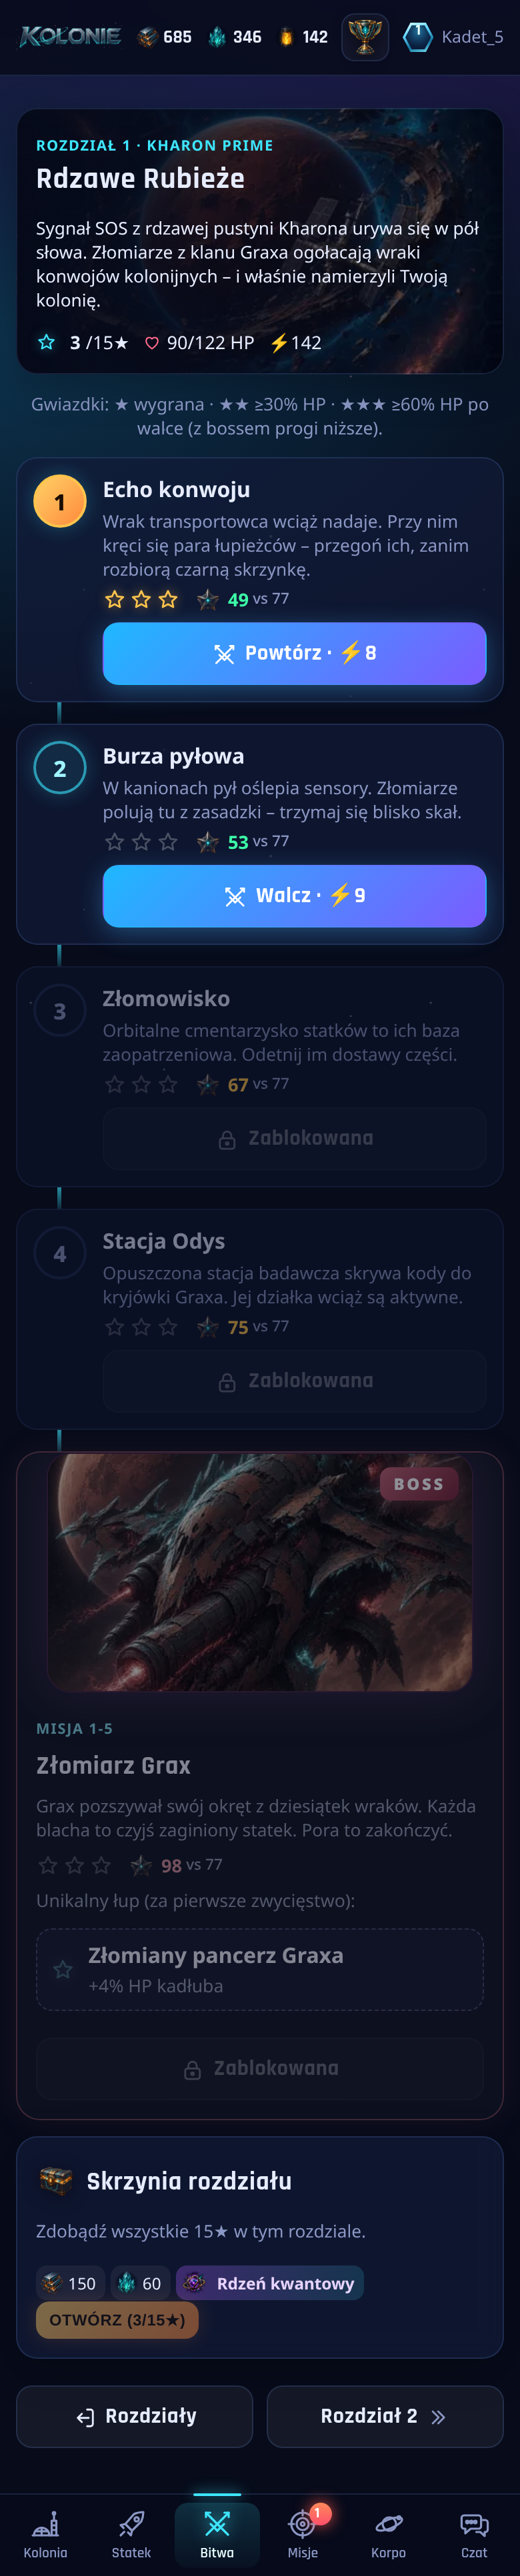 KOLONIE 685 346 142 1 Kadet_5
ROZDZIAŁ 1 · KHARON PRIME
Rdzawe Rubieże
Sygnał SOS z rdzawej pustyni Kharona urywa się w pół
słowa. Złomiarze z klanu Graxa ogołacają wraki
konwojów kolonijnych – i właśnie namierzyli Twoją
kolonię.
3 /15★ 90/122 HP ⚡142
Gwiazdki: ★ wygrana · ★★ ≥30% HP · ★★★ ≥60% HP po
walce (z bossem progi niższe).
1
Echo konwoju
Wrak transportowca wciąż nadaje. Przy nim
kręci się para łupieżców – przegoń ich, zanim
rozbiorą czarną skrzynkę.
49 vs 77
Powtórz · ⚡8
2
Burza pyłowa
W kanionach pył oślepia sensory. Złomiarze
polują tu z zasadzki – trzymaj się blisko skał.
53 vs 77
Walcz · ⚡9
3
Złomowisko
Orbitalne cmentarzysko statków to ich baza
zaopatrzeniowa. Odetnij im dostawy części.
67 vs 77
Zablokowana
4
Stacja Odys
Opuszczona stacja badawcza skrywa kody do
kryjówki Graxa. Jej działka wciąż są aktywne.
75 vs 77
Zablokowana
BOSS
MISJA 1-5
Złomiarz Grax
Grax pozszywał swój okręt z dziesiątek wraków. Każda
blacha to czyjś zaginiony statek. Pora to zakończyć.
98 vs 77
Unikalny łup (za pierwsze zwycięstwo):
Złomiany pancerz Graxa
+4% HP kadłuba
Zablokowana
Skrzynia rozdziału
Zdobądź wszystkie 15★ w tym rozdziale.
150 60 Rdzeń kwantowy
OTWÓRZ (3/15★)
Rozdziały Rozdział 2
1
Kolonia Statek Bitwa Misje Korpo Czat